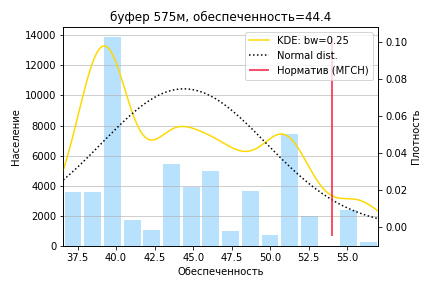 буфер 575м, обеспеченность=44.4
KDE: bw=0.25
Normal dist.
Норматив (МГСН)
14000
12000
10000
8000
6000
4000
2000
0
Население
0.10
0.08
0.06
0.04
0.02
0.00
Плотность
37.5 40.0 42.5 45.0 47.5 50.0 52.5 55.0
Обеспеченность